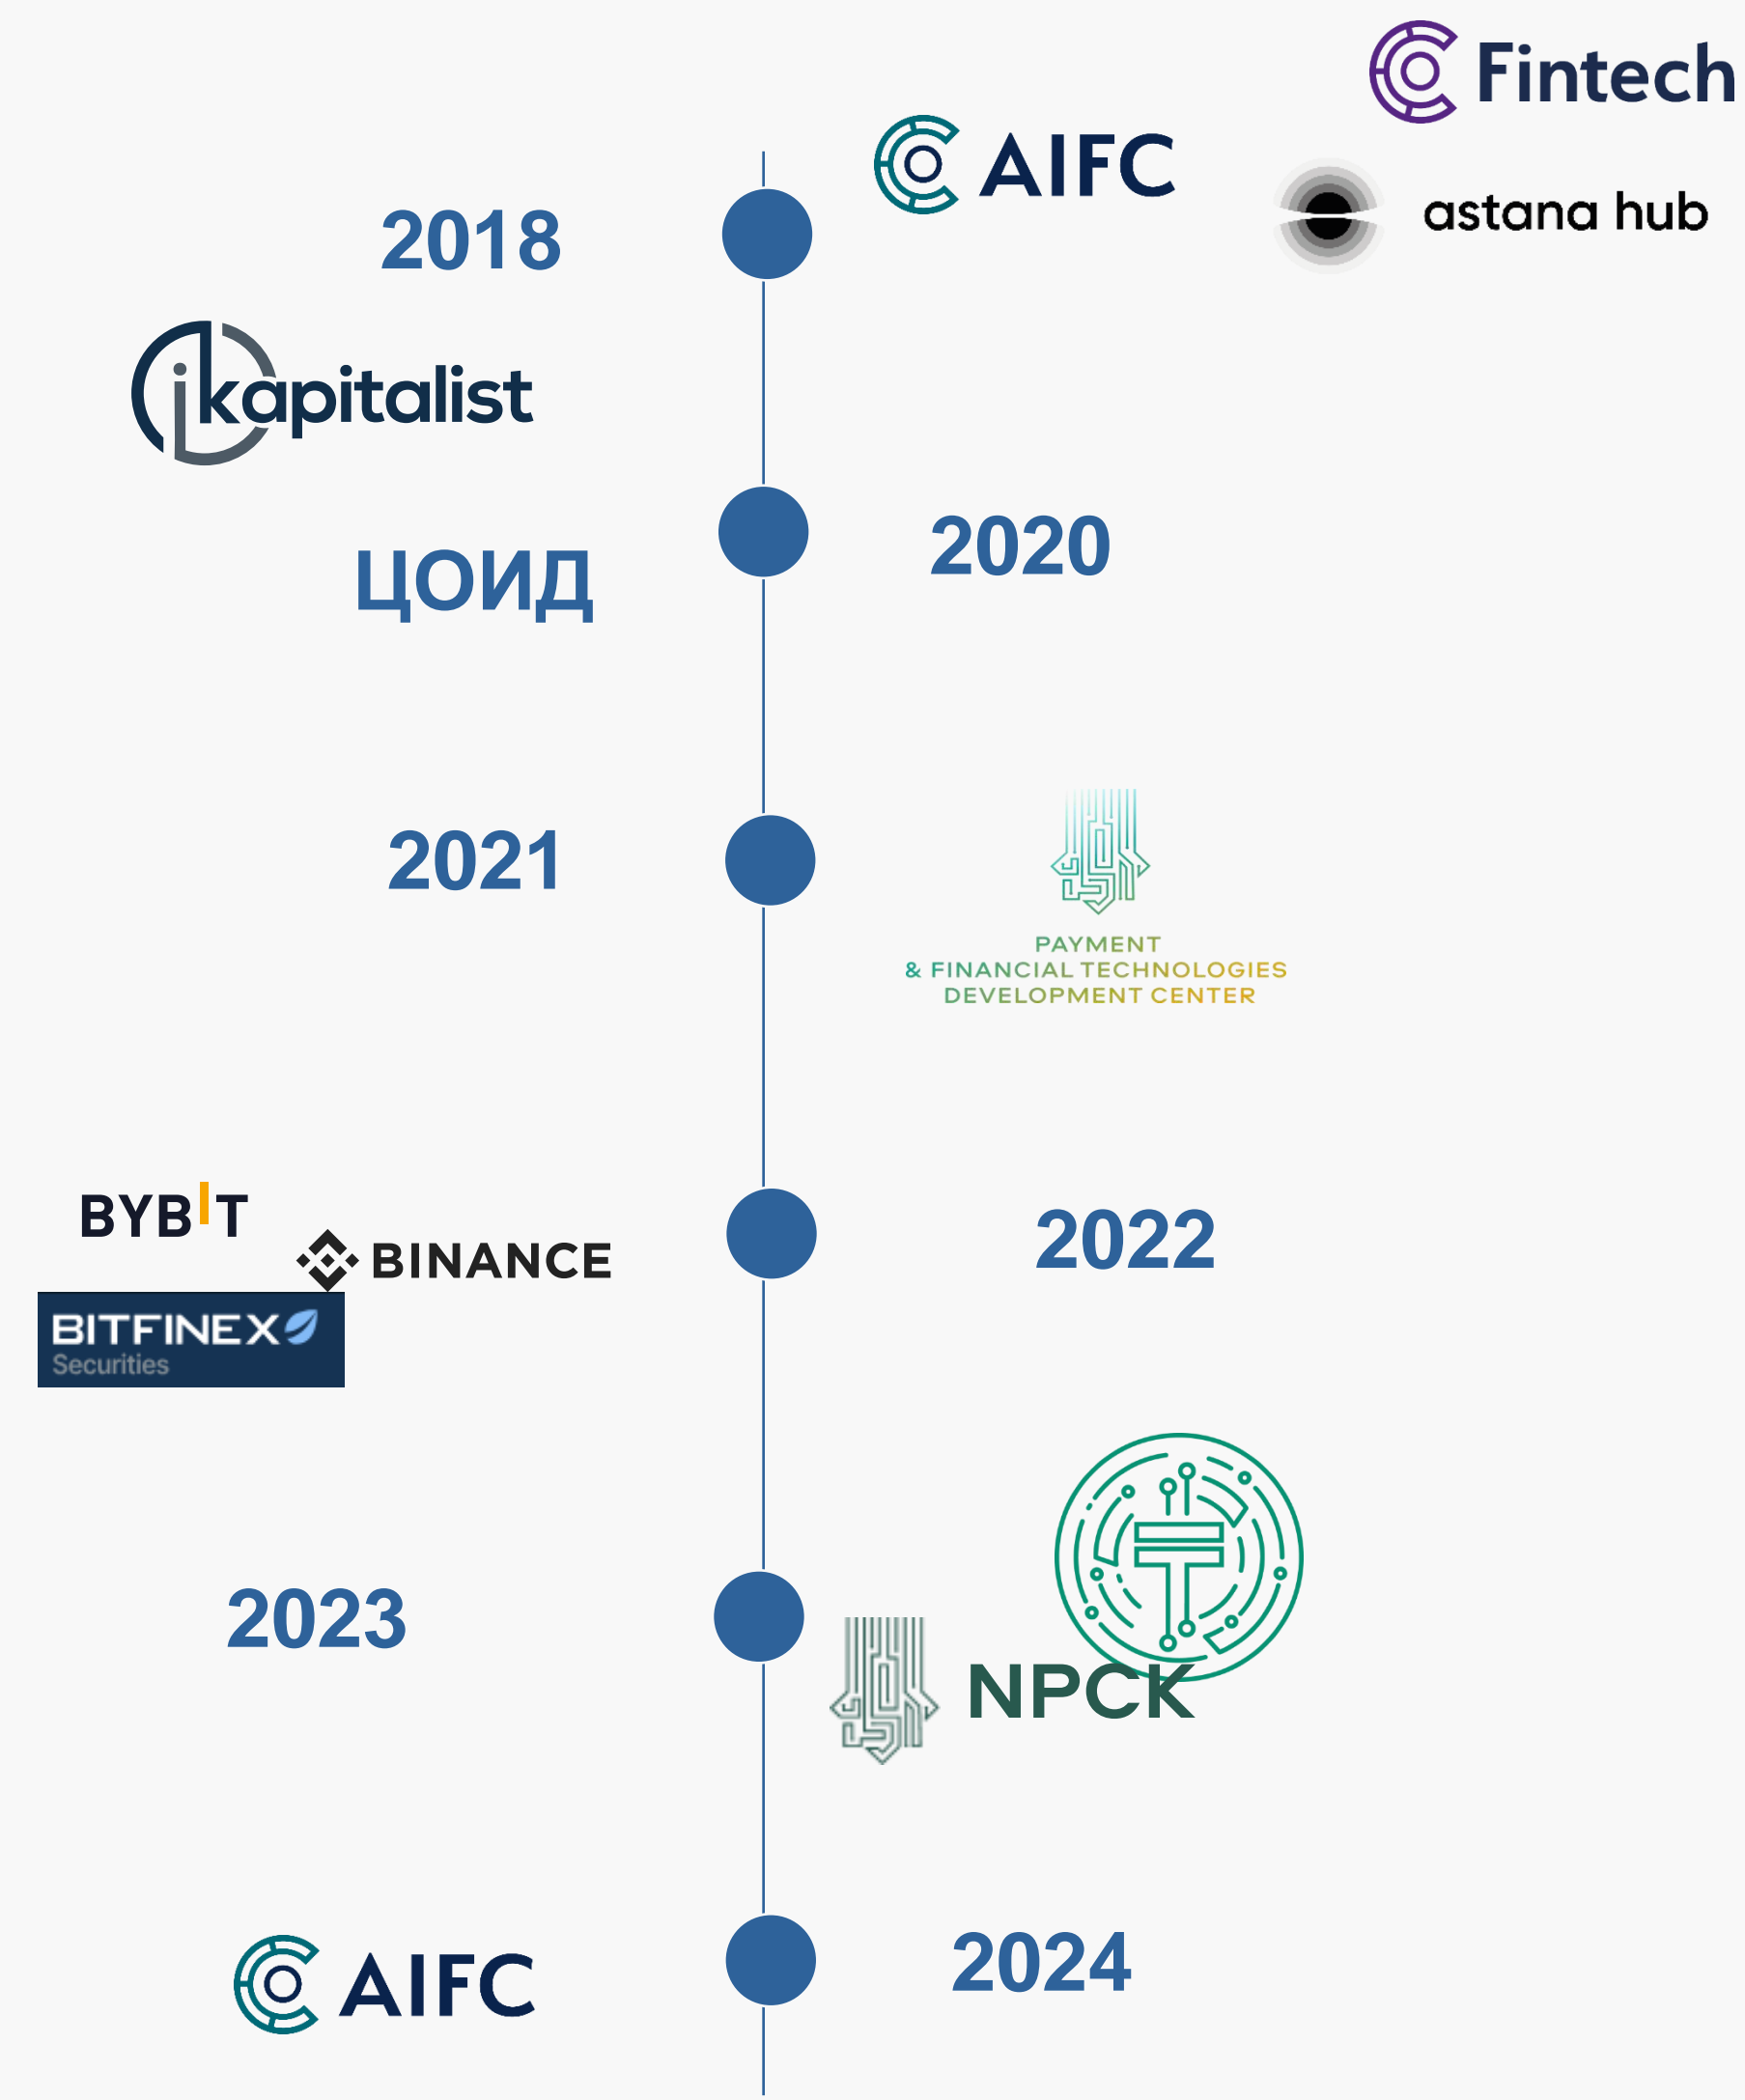 Fintech
AIFC
astana hub
2018
ikapitalist
2020
ЦОИД
2021
PAYMENT
& FINANCIAL TECHNOLOGIES
DEVELOPMENT CENTER
BYBIT
2022
BINANCE
BITFINEX
Securities
2023
NPCK
2024
AIFC